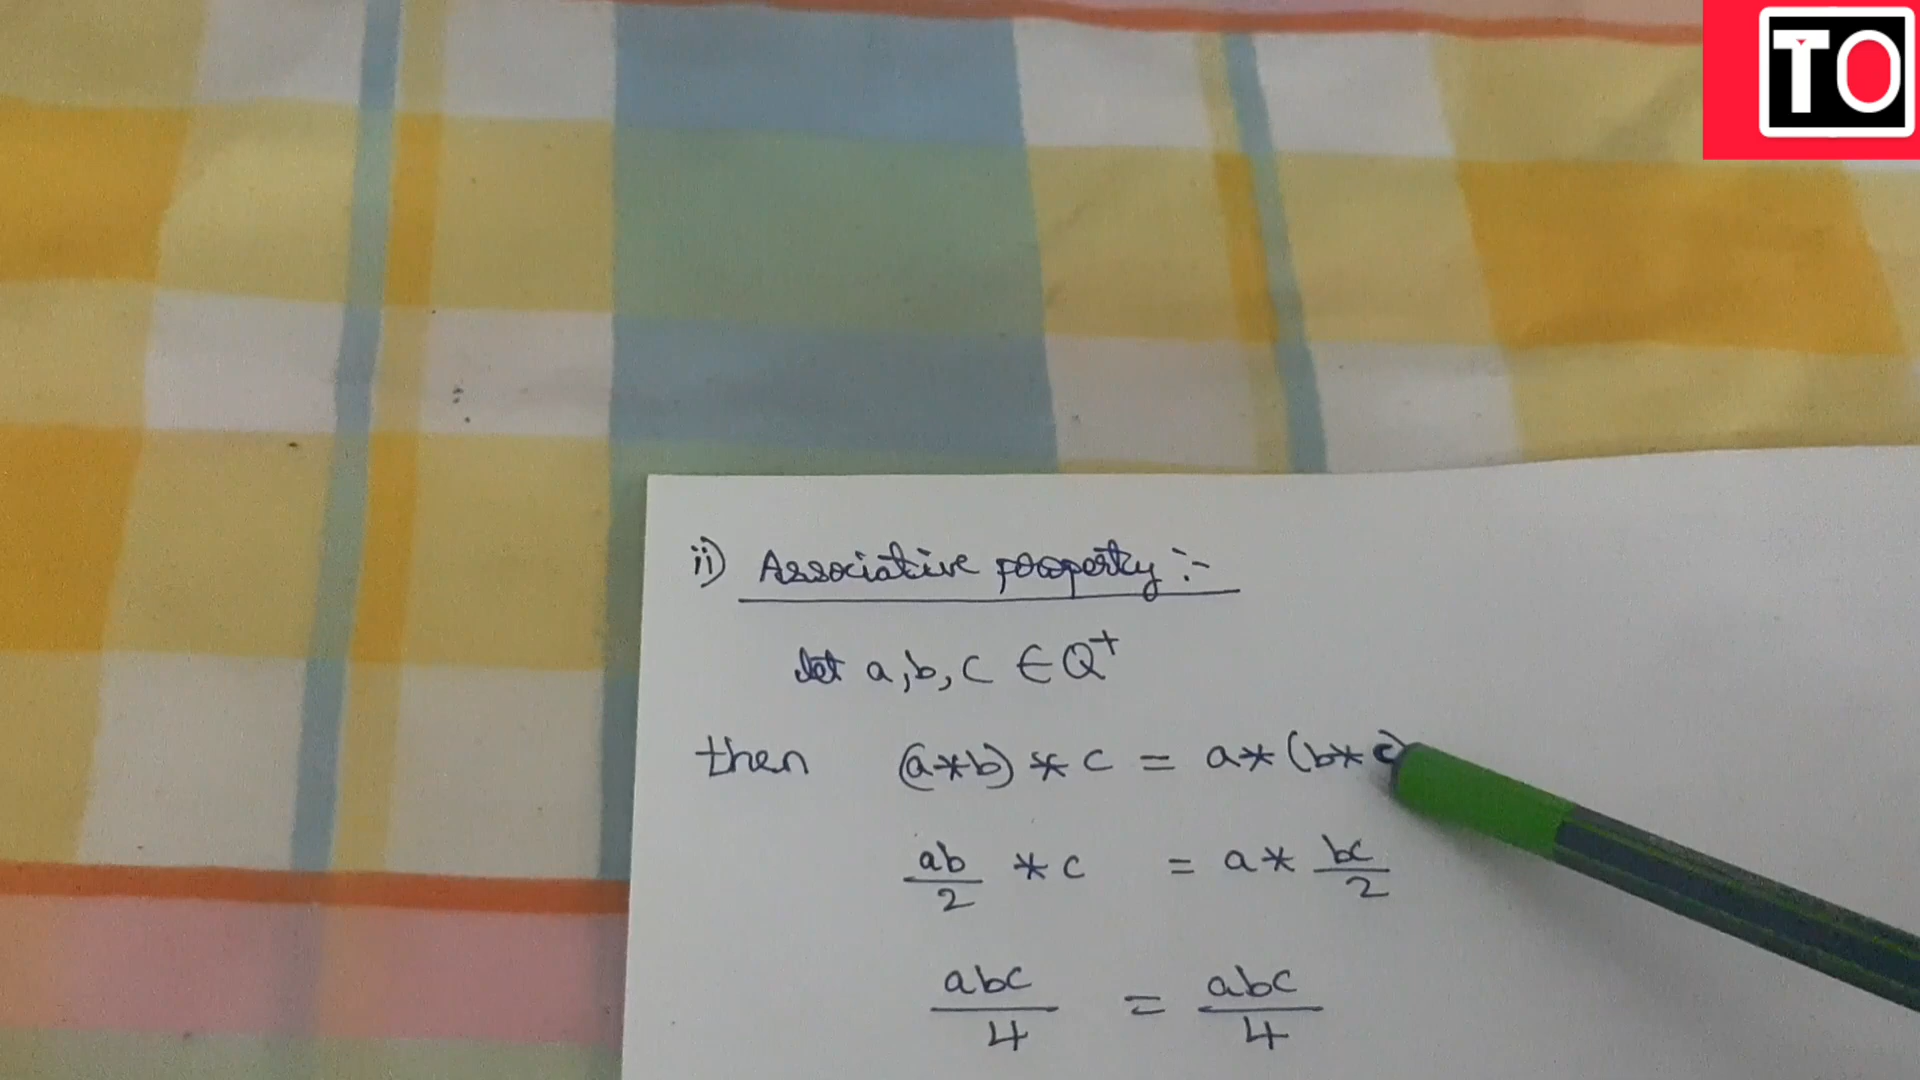 TO
ii) Associative property :-
let a, b, c ∈ Q⁺
then (a*b) * c = a* (b* c)
ab/2 * c = a* bc/2
abc/4 = abc/4